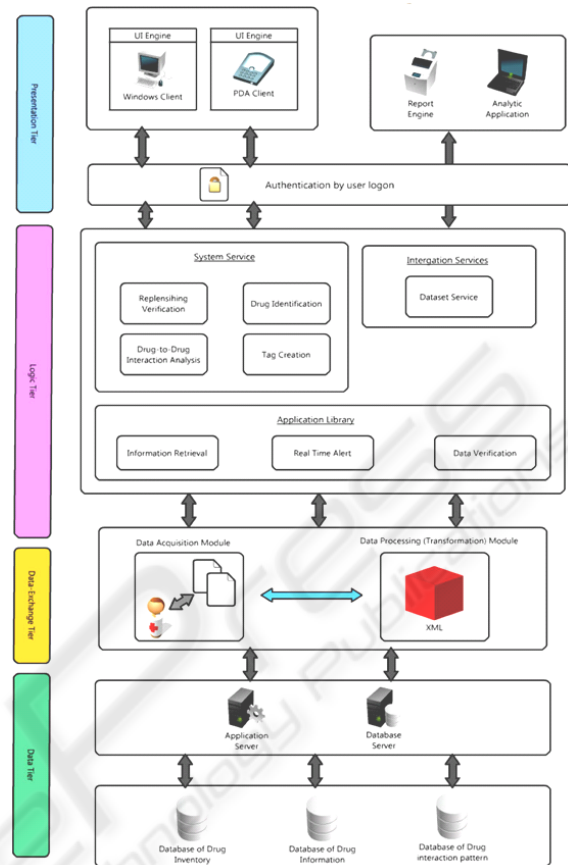 UI Engine
UI Engine
Windows Client
PDA Client
Report
Engine
Analytic
Application
Presentation Tier
Authentication by user logon
System Service
Intergation Services
Replensihing
Verification
Drug Identification
Dataset Service
Drug-to-Drug
Interaction Analysis
Tag Creation
Logic Tier
Application Library
Information Retrieval
Real Time Alert
Data Verification
Data Acquisition Module
Data Processing (Transformation) Module
XML
Data-Exchange Tier
Application
Server
Database
Server
Data Tier
Database of Drug
Inventory
Database of Drug
Information
Database of Drug
interaction pattern
Press
Technology Publications